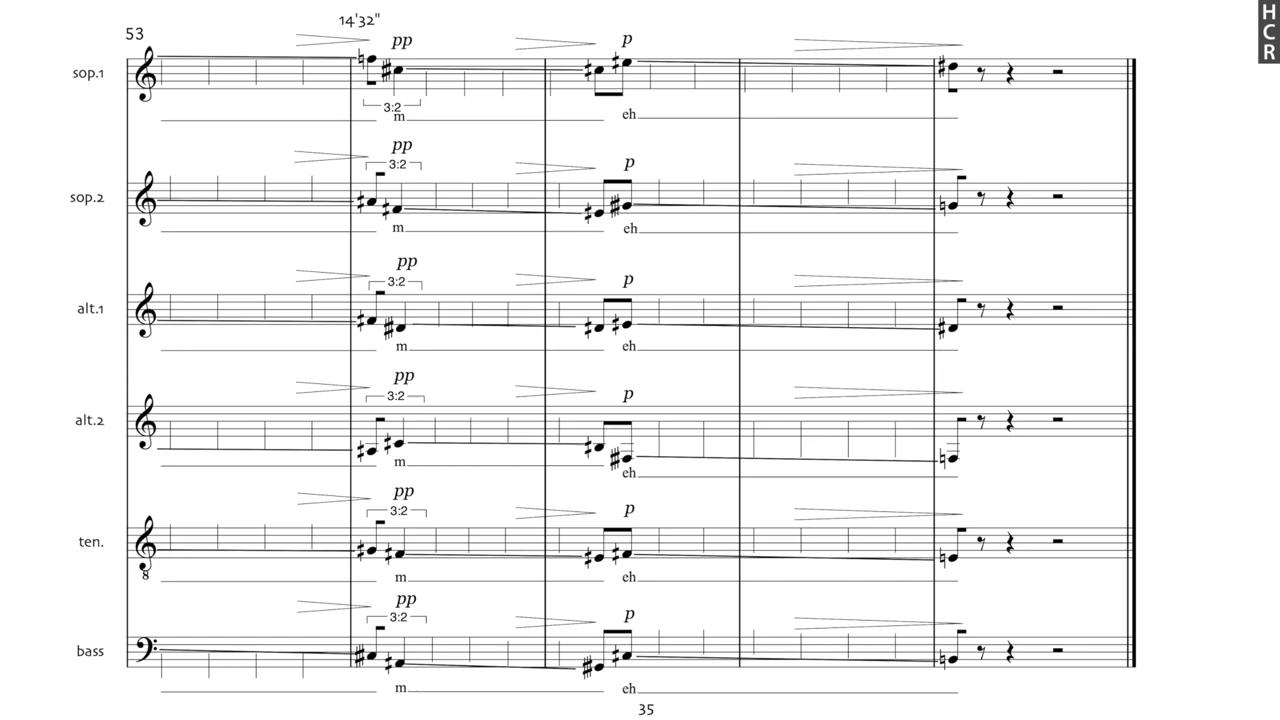 H
C
R
14'32"
53
pp p
sop.1
3:2
m eh
pp p
3:2
sop.2
m eh
pp p
3:2
alt.1
m eh
pp p
3:2
alt.2
m eh
pp p
3:2
ten.
8
m eh
pp p
3:2
bass
m eh
35